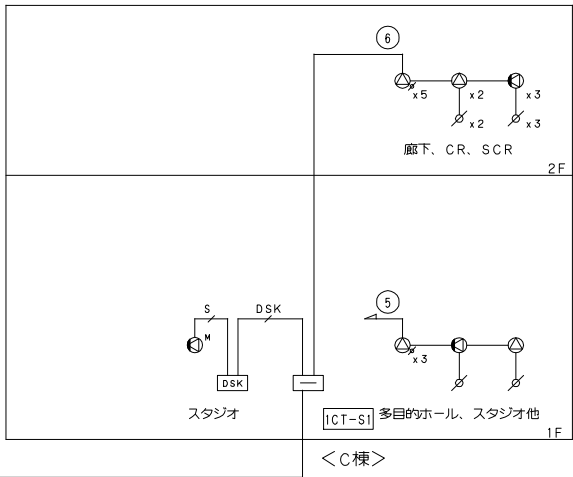 6
x5
x2
x3
x2
x3
廊下、CR、SCR
2F
S
DSK
5
M
x3
DSK
スタジオ
1CT-S1
多目的ホール、スタジオ他
1F
<C棟>